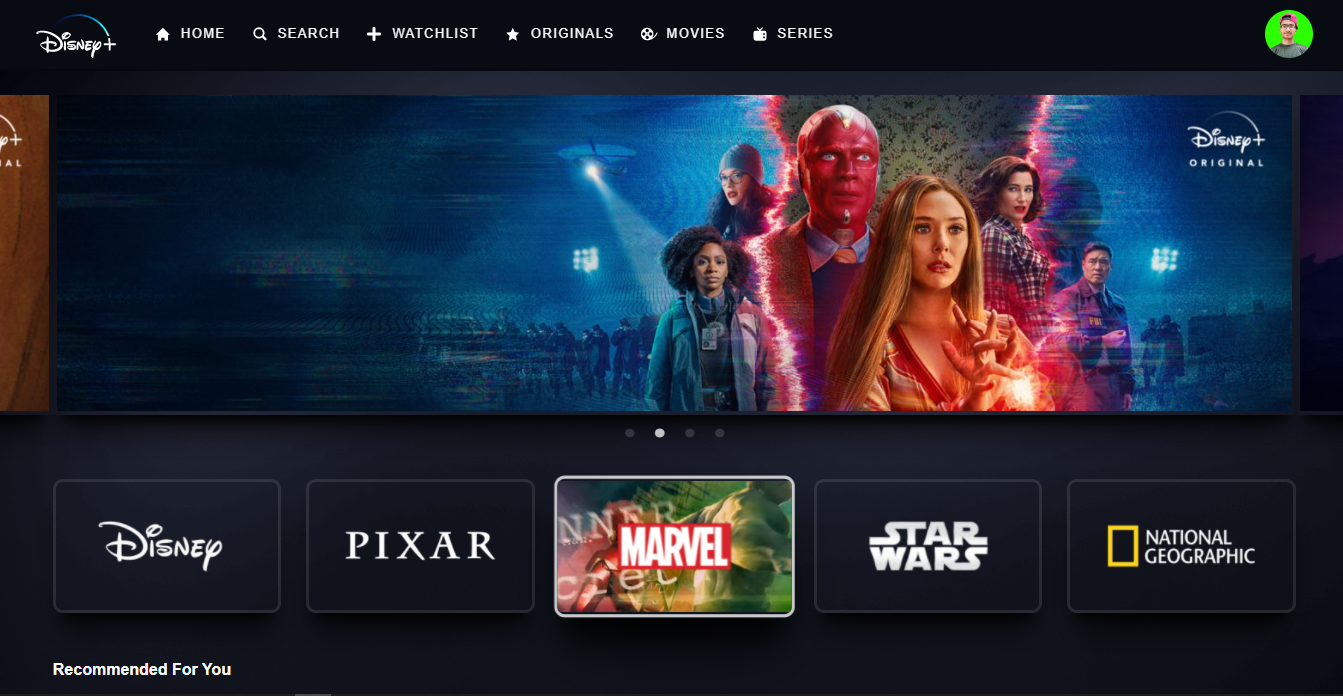 Disney+
HOME
SEARCH
WATCHLIST
ORIGINALS
MOVIES
SERIES
Disney+
ORIGINAL
FBI
Disney
PIXAR
MARVEL
STAR
WARS
NATIONAL
GEOGRAPHIC
Recommended For You